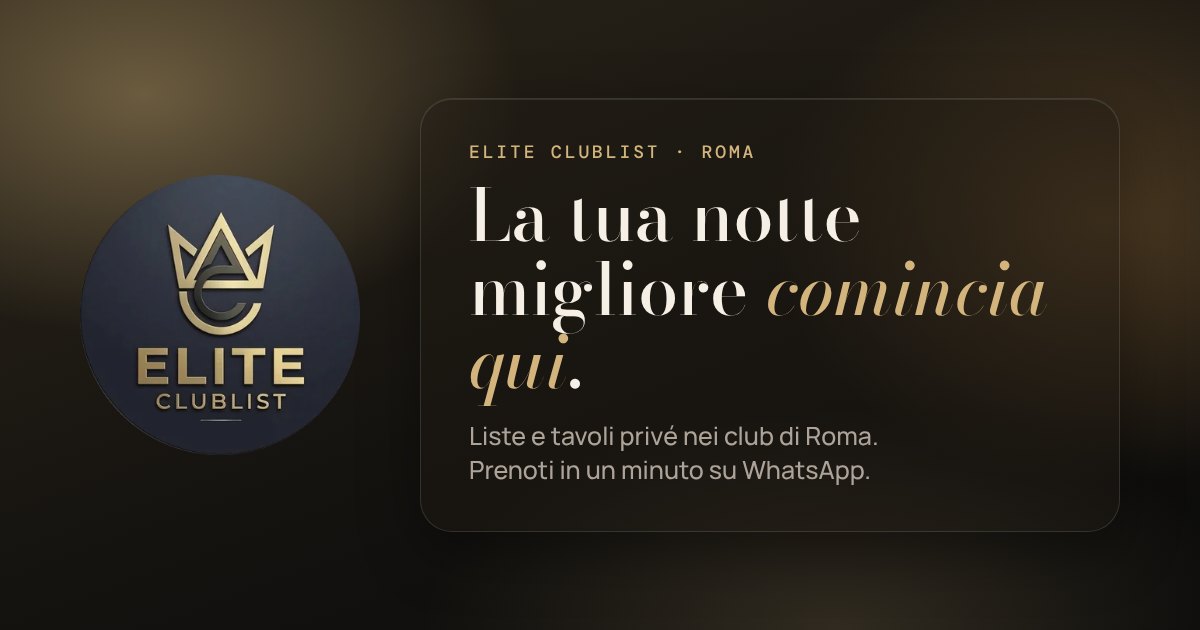 ELITE
CLUBLIST
ELITE CLUBLIST · ROMA
La tua notte
migliore comincia
qui.
Liste e tavoli privé nei club di Roma.
Prenoti in un minuto su WhatsApp.